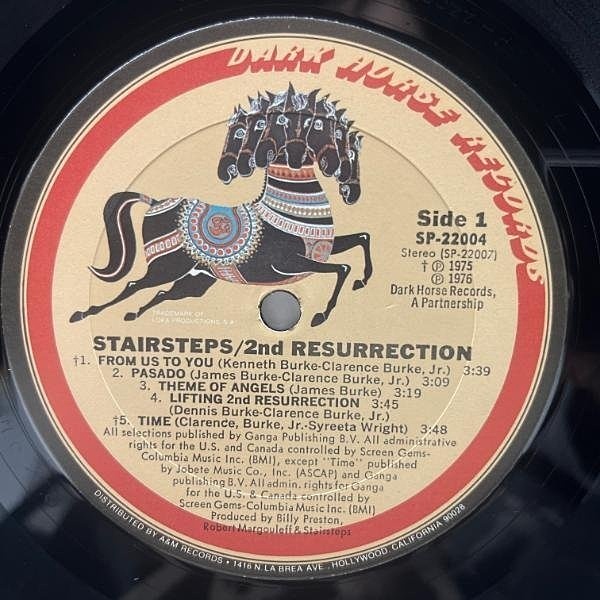 DARK HORSE RECORDS
Side 1
SP-22004
Stereo (SP-22007)
† ℗ 1975
℗ 1976
Dark Horse Records,
A Partnership
TRADEMARK OF
LOKA PRODUCTIONS, S.A.
STAIRSTEPS/2nd RESURRECTION
†1. FROM US TO YOU (Kenneth Burke-Clarence Burke, Jr.) 3:39
2. PASADO (James Burke-Clarence Burke, Jr.) 3:09
3. THEME OF ANGELS (James Burke) 3:19
4. LIFTING 2nd RESURRECTION 3:45
(Dennis Burke-Clarence Burke, Jr.)
†5. TIME (Clarence, Burke, Jr.-Syreeta Wright) 3:48
All selections published by Ganga Publishing B.V. All administrative
rights for the U.S. and Canada controlled by Screen Gems-
Columbia Music Inc. (BMI), except "Time" published
by Jobete Music Co., Inc. (ASCAP) and Ganga
publishing B.V. All admin. rights for Ganga
for the U.S. & Canada controlled by
Screen Gems-Columbia Music Inc. (BMI)
Produced by Billy Preston,
Robert Margouleff & Stairsteps
DISTRIBUTED BY A&M RECORDS • 1416 N. LA BREA AVE., HOLLYWOOD, CALIFORNIA 90028